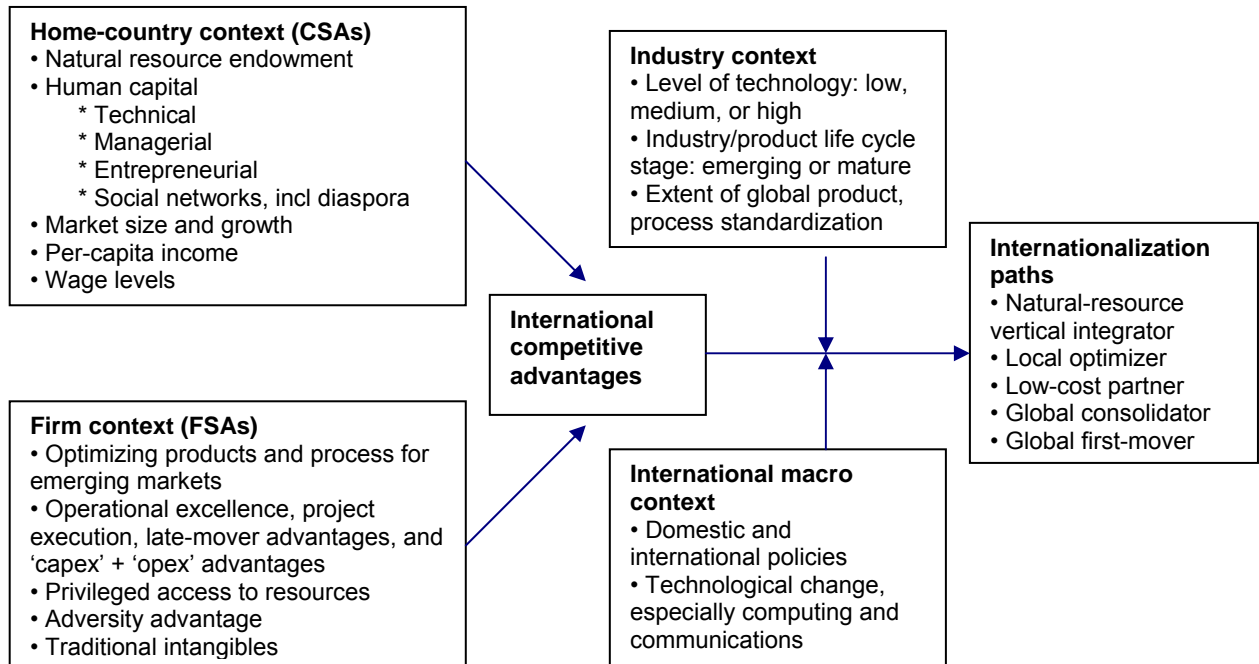 Home-country context (CSAs)
• Natural resource endowment
• Human capital
* Technical
* Managerial
* Entrepreneurial
* Social networks, incl diaspora
• Market size and growth
• Per-capita income
• Wage levels
Firm context (FSAs)
• Optimizing products and process for
emerging markets
• Operational excellence, project
execution, late-mover advantages, and
‘capex’ + ‘opex’ advantages
• Privileged access to resources
• Adversity advantage
• Traditional intangibles
International
competitive
advantages
Industry context
• Level of technology: low,
medium, or high
• Industry/product life cycle
stage: emerging or mature
• Extent of global product,
process standardization
International macro
context
• Domestic and
international policies
• Technological change,
especially computing and
communications
Internationalization
paths
• Natural-resource
vertical integrator
• Local optimizer
• Low-cost partner
• Global consolidator
• Global first-mover